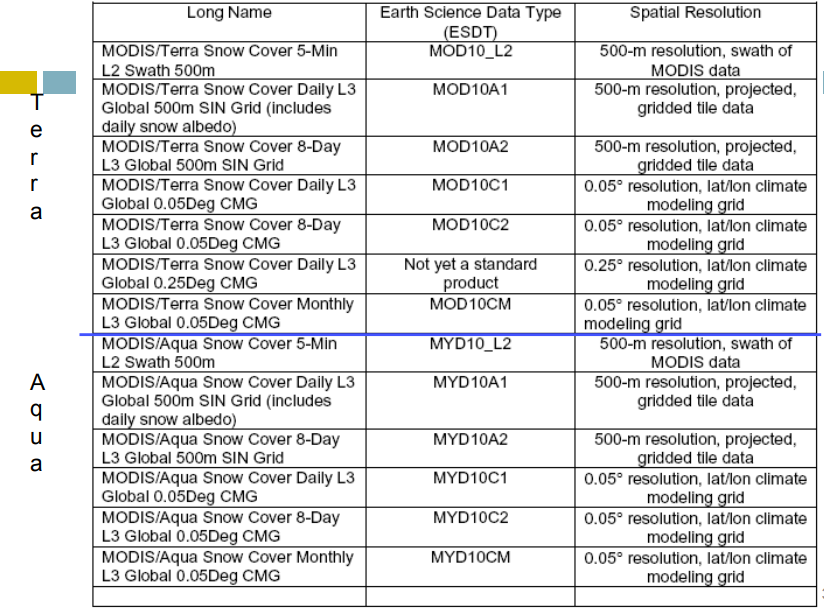 Long Name Earth Science Data Type Spatial Resolution
(ESDT)
MODIS/Terra Snow Cover 5-Min MOD10_L2 500-m resolution, swath of
L2 Swath 500m MODIS data
MODIS/Terra Snow Cover Daily L3 MOD10A1 500-m resolution, projected,
Global 500m SIN Grid (includes gridded tile data
daily snow albedo)
MODIS/Terra Snow Cover 8-Day MOD10A2 500-m resolution, projected,
L3 Global 500m SIN Grid gridded tile data
MODIS/Terra Snow Cover Daily L3 MOD10C1 0.05° resolution, lat/lon climate
Global 0.05Deg CMG modeling grid
MODIS/Terra Snow Cover 8-Day MOD10C2 0.05° resolution, lat/lon climate
L3 Global 0.05Deg CMG modeling grid
MODIS/Terra Snow Cover Daily L3 Not yet a standard 0.25° resolution, lat/lon climate
Global 0.25Deg CMG product modeling grid
MODIS/Terra Snow Cover Monthly MOD10CM 0.05° resolution, lat/lon climate
L3 Global 0.05Deg CMG modeling grid
MODIS/Aqua Snow Cover 5-Min MYD10_L2 500-m resolution, swath of
L2 Swath 500m MODIS data
MODIS/Aqua Snow Cover Daily L3 MYD10A1 500-m resolution, projected,
Global 500m SIN Grid (includes gridded tile data
daily snow albedo)
MODIS/Aqua Snow Cover 8-Day MYD10A2 500-m resolution, projected,
L3 Global 500m SIN Grid gridded tile data
MODIS/Aqua Snow Cover Daily L3 MYD10C1 0.05° resolution, lat/lon climate
Global 0.05Deg CMG modeling grid
MODIS/Aqua Snow Cover 8-Day MYD10C2 0.05° resolution, lat/lon climate
L3 Global 0.05Deg CMG modeling grid
MODIS/Aqua Snow Cover Monthly MYD10CM 0.05° resolution, lat/lon climate
L3 Global 0.05Deg CMG modeling grid
Terra
Aqua